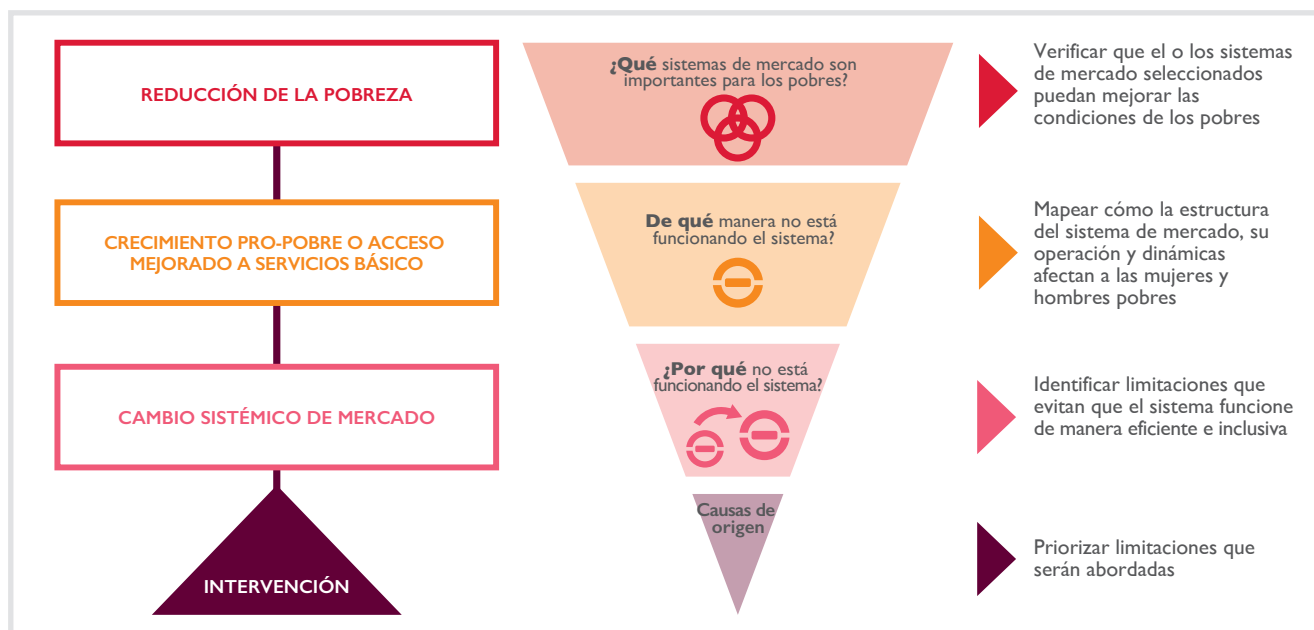 REDUCCIÓN DE LA POBREZA
¿Qué sistemas de mercado son
importantes para los pobres?
Verificar que el o los sistemas
de mercado seleccionados
puedan mejorar las
condiciones de los pobres
CRECIMIENTO PRO-POBRE O ACCESO
MEJORADO A SERVICIOS BÁSICO
De qué manera no está
funcionando el sistema?
Mapear cómo la estructura
del sistema de mercado, su
operación y dinámicas
afectan a las mujeres y
hombres pobres
CAMBIO SISTÉMICO DE MERCADO
¿Por qué no está
funcionando el sistema?
Identificar limitaciones que
evitan que el sistema funcione
de manera eficiente e inclusiva
INTERVENCIÓN
Causas de
origen
Priorizar limitaciones que
serán abordadas